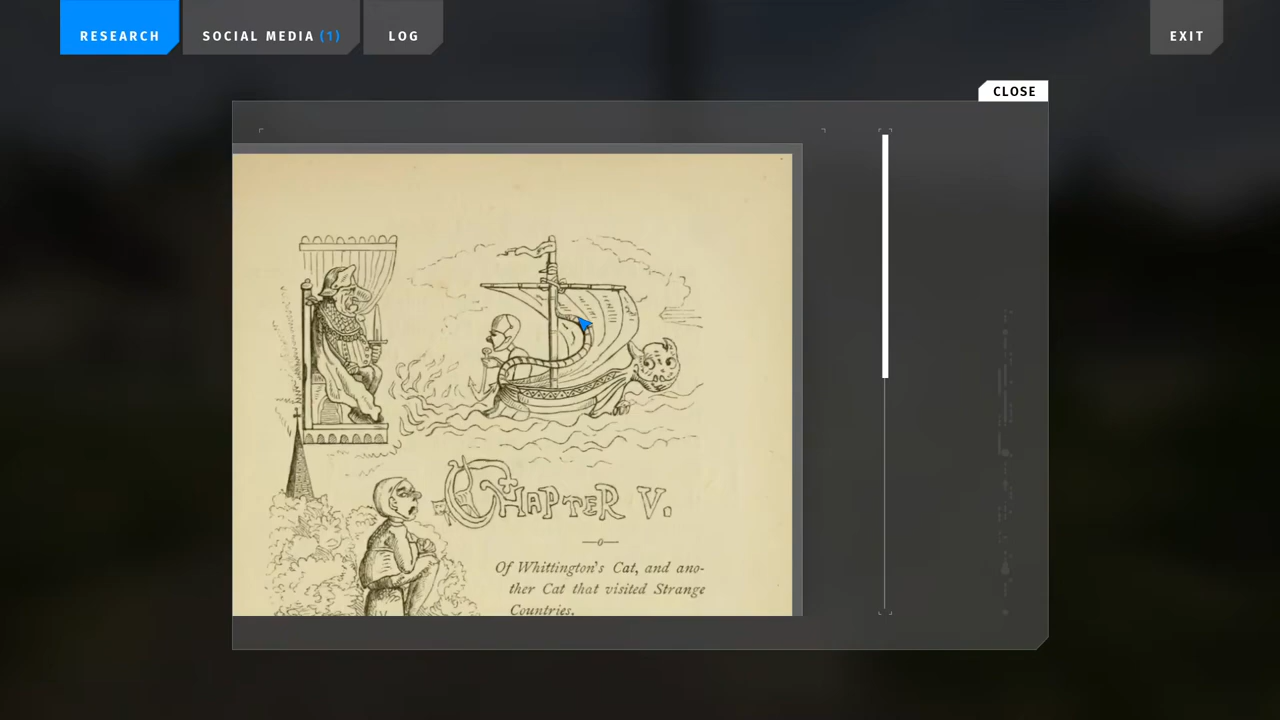 RESEARCH
SOCIAL MEDIA (1)
LOG
EXIT
CLOSE
CHAPTER V.
Of Whittington's Cat, and ano-
ther Cat that visited Strange
Countries.